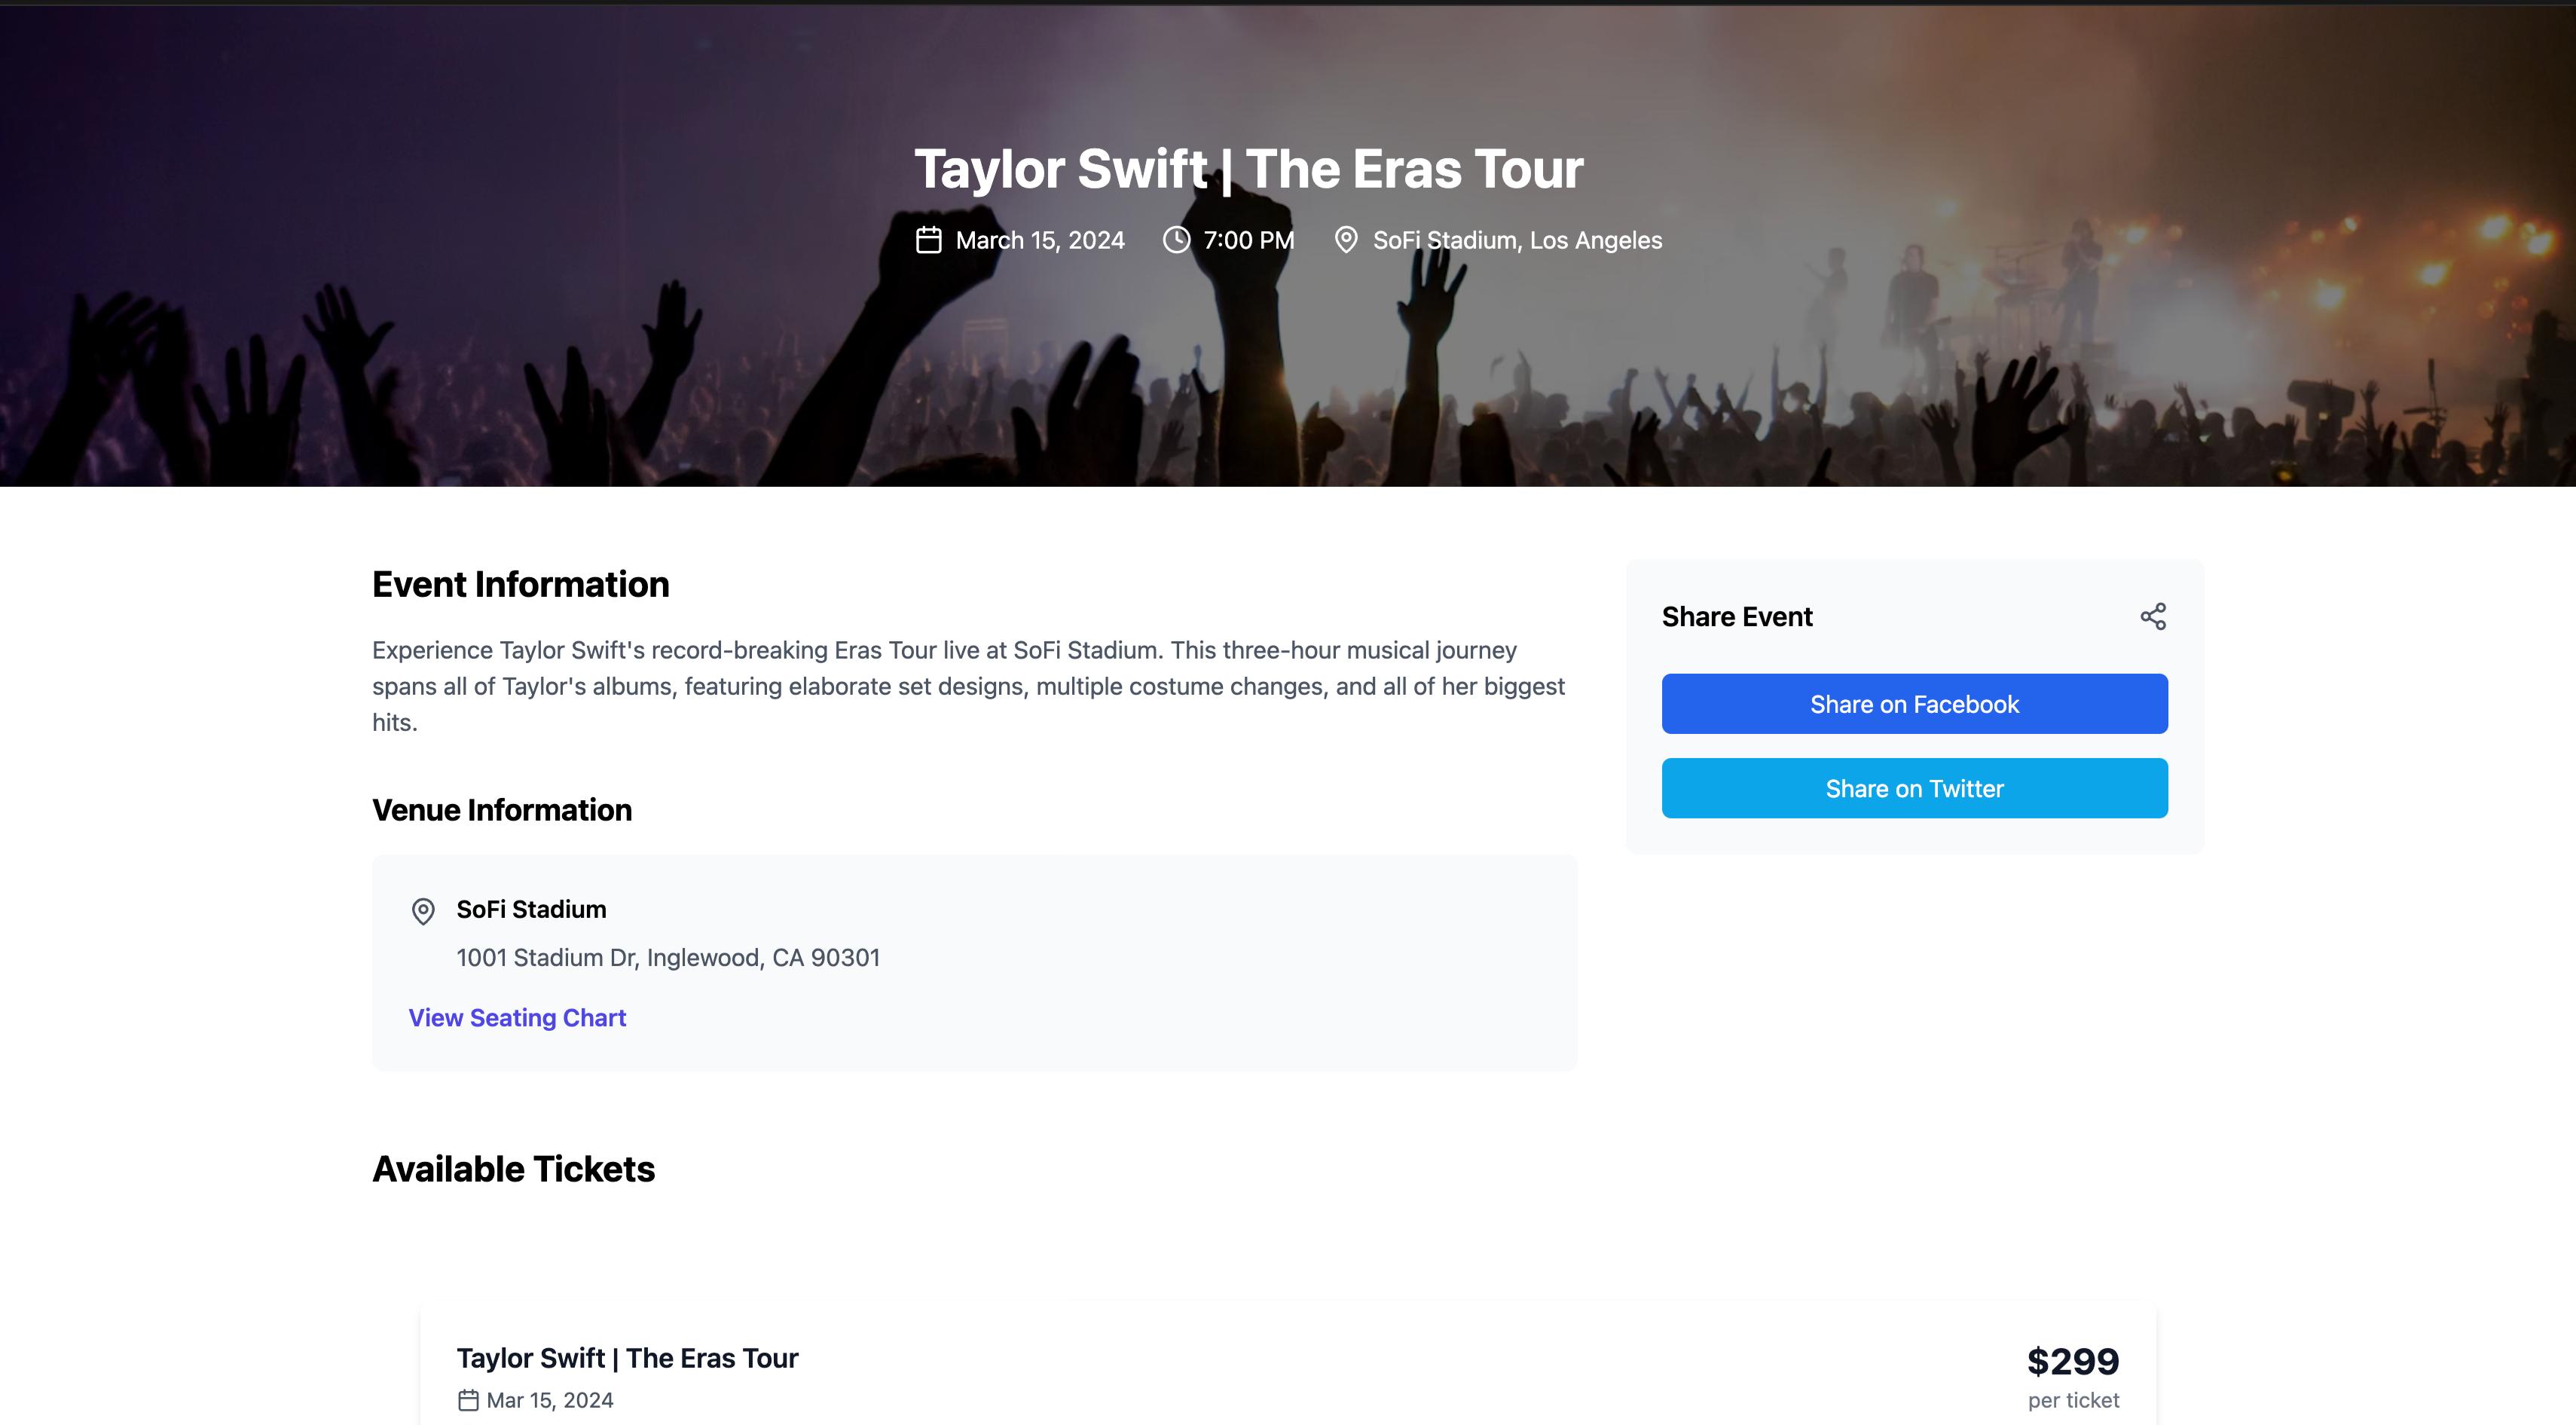 Taylor Swift | The Eras Tour
March 15, 2024 7:00 PM SoFi Stadium, Los Angeles
Event Information
Experience Taylor Swift's record-breaking Eras Tour live at SoFi Stadium. This three-hour musical journey
spans all of Taylor's albums, featuring elaborate set designs, multiple costume changes, and all of her biggest
hits.
Venue Information
SoFi Stadium
1001 Stadium Dr, Inglewood, CA 90301
View Seating Chart
Share Event
Share on Facebook
Share on Twitter
Available Tickets
Taylor Swift | The Eras Tour
Mar 15, 2024
$299
per ticket